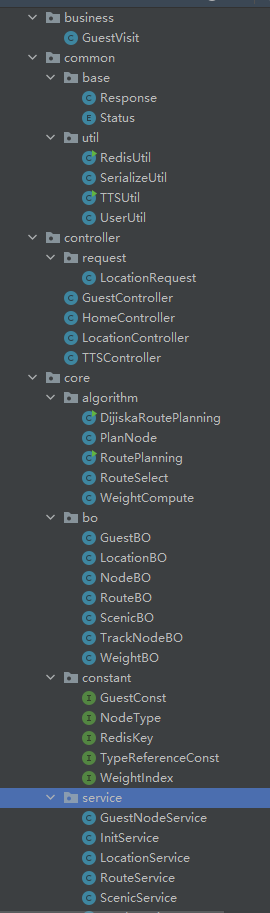 business
GuestVisit
common
base
Response
Status
util
RedisUtil
SerializeUtil
TTSUtil
UserUtil
controller
request
LocationRequest
GuestController
HomeController
LocationController
TTSController
core
algorithm
DijiskaRoutePlanning
PlanNode
RoutePlanning
RouteSelect
WeightCompute
bo
GuestBO
LocationBO
NodeBO
RouteBO
ScenicBO
TrackNodeBO
WeightBO
constant
GuestConst
NodeType
RedisKey
TypeReferenceConst
WeightIndex
service
GuestNodeService
InitService
LocationService
RouteService
ScenicService